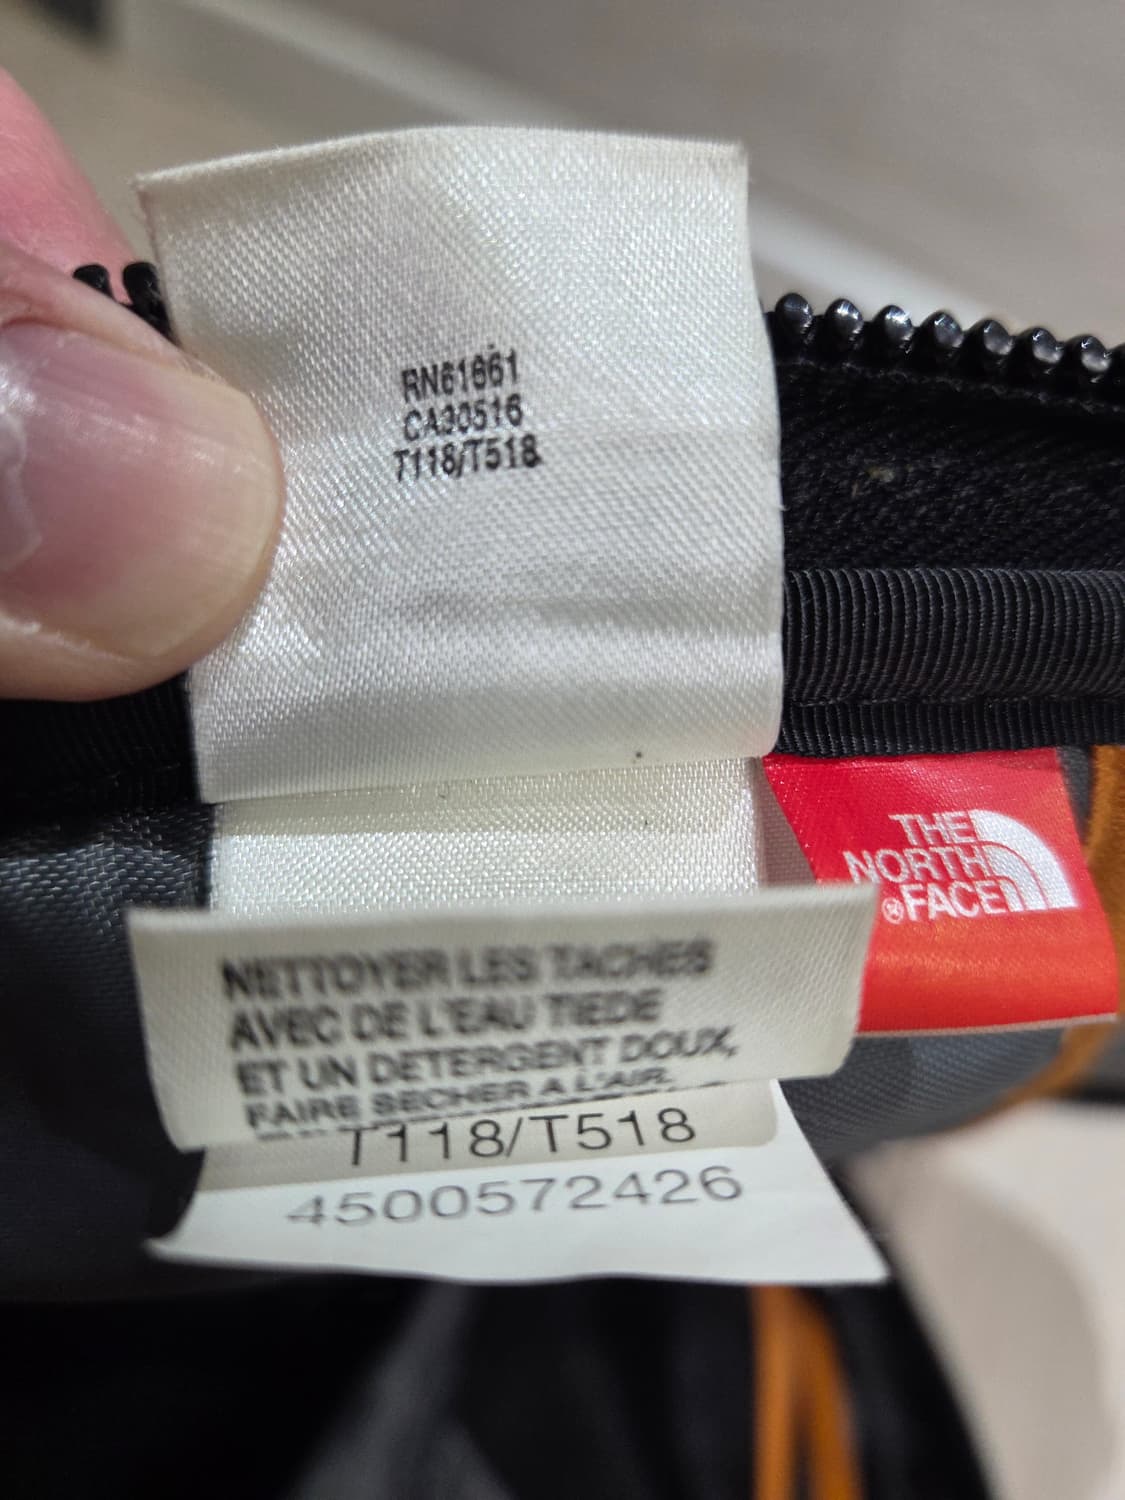 RN61661
CA30516
T118/T518
THE
NORTH
®FACE
NETTOYER LES TACHES
AVEC DE L'EAU TIEDE
ET UN DETERGENT DOUX,
FAIRE SECHER A L'AIR.
T118/T518
4500572426